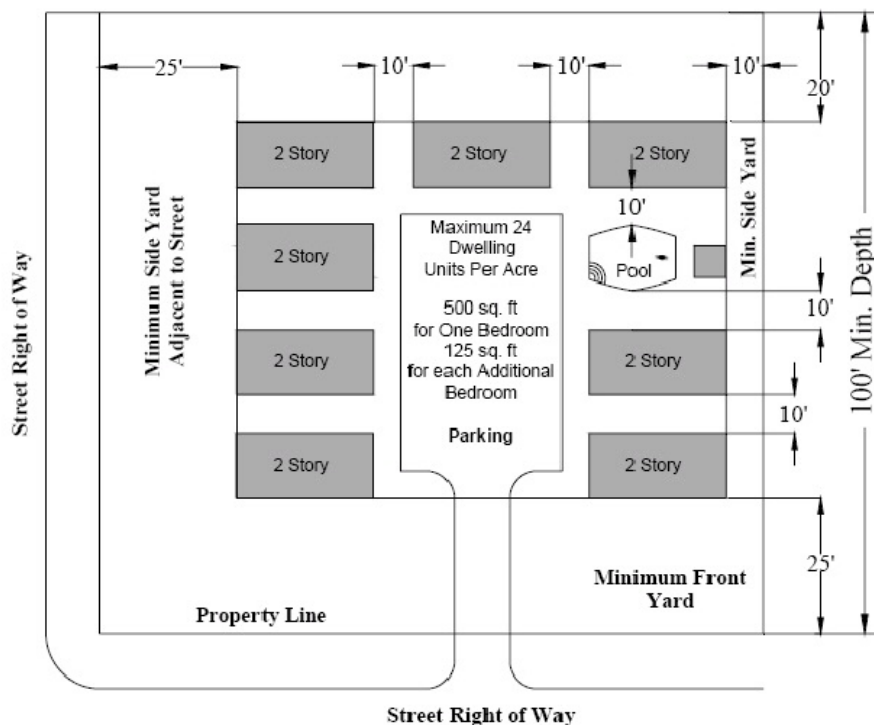 25'
10'
10'
10'
20'
2 Story
2 Story
2 Story
Street Right of Way
Minimum Side Yard
Adjacent to Street
2 Story
Maximum 24
Dwelling
Units Per Acre
500 sq. ft
for One Bedroom
125 sq. ft
for each Additional
Bedroom
Parking
10'
Pool
Min. Side Yard
10'
100' Min. Depth
2 Story
2 Story
10'
2 Story
2 Story
25'
Minimum Front
Yard
Property Line
Street Right of Way